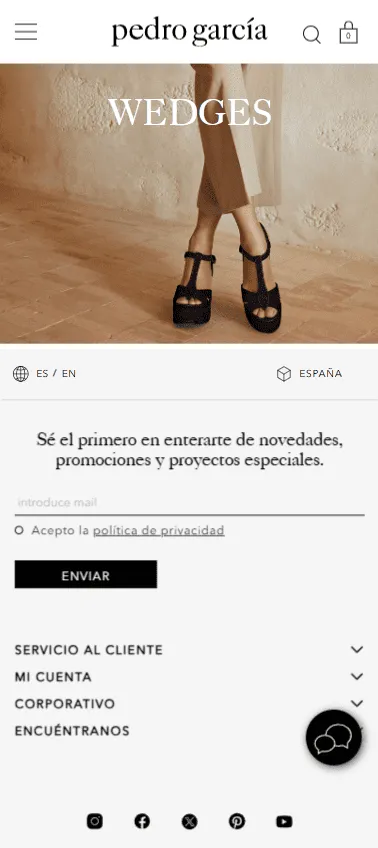 pedro garcía
0
WEDGES
ES / EN
ESPAÑA
Sé el primero en enterarte de novedades,
promociones y proyectos especiales.
introduce mail
Acepto la política de privacidad
ENVIAR
SERVICIO AL CLIENTE
MI CUENTA
CORPORATIVO
ENCUÉNTRANOS